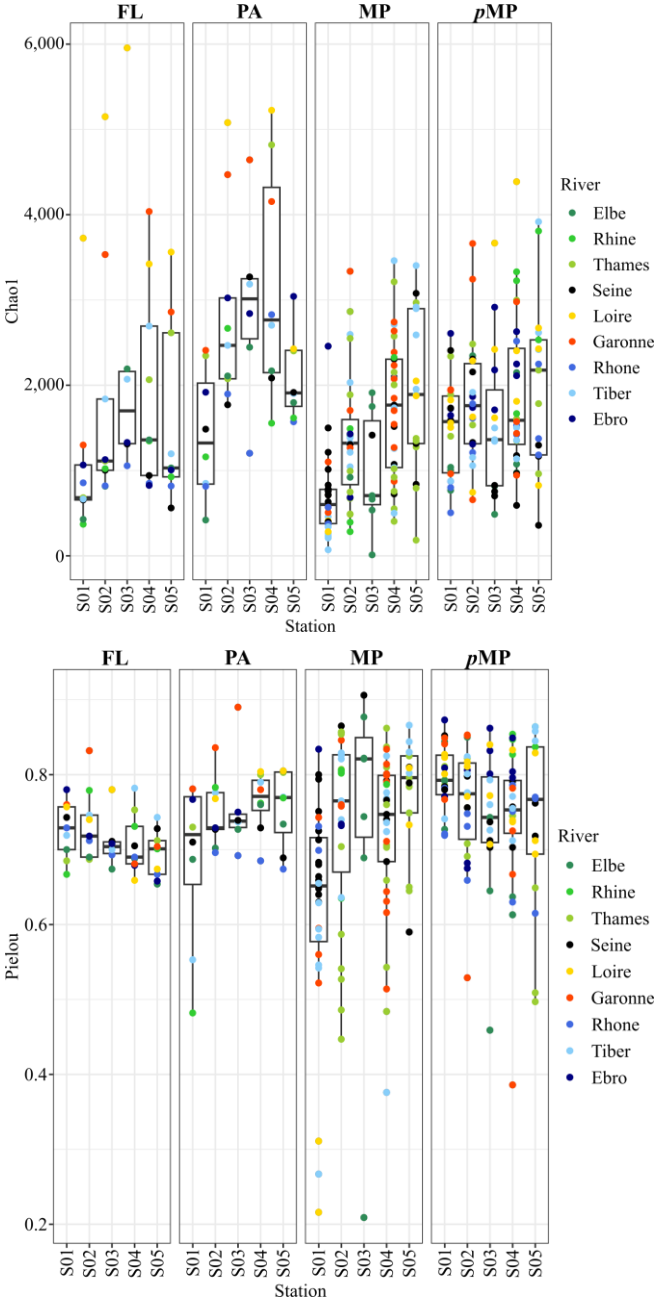 FL PA MP pMP
6,000
4,000
2,000
0
Chao1
S01 S02 S03 S04 S05 S01 S02 S03 S04 S05 S01 S02 S03 S04 S05 S01 S02 S03 S04 S05
Station
River
Elbe
Rhine
Thames
Seine
Loire
Garonne
Rhone
Tiber
Ebro
FL PA MP pMP
0.8
0.6
0.4
0.2
Pielou
S01 S02 S03 S04 S05 S01 S02 S03 S04 S05 S01 S02 S03 S04 S05 S01 S02 S03 S04 S05
Station
River
Elbe
Rhine
Thames
Seine
Loire
Garonne
Rhone
Tiber
Ebro